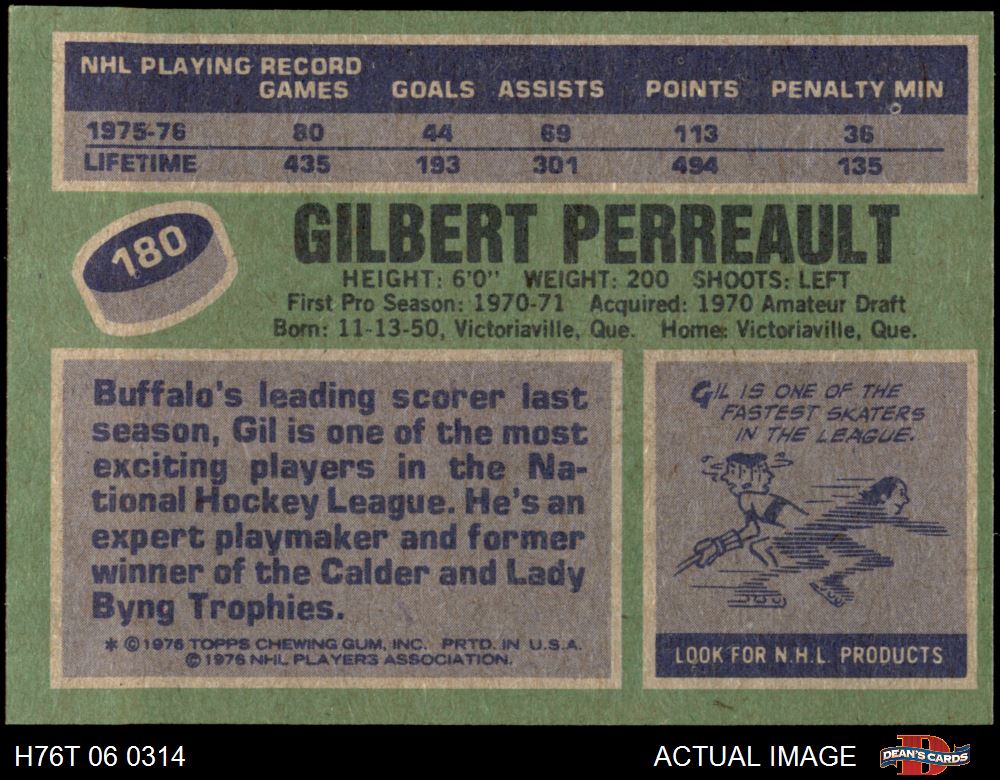 NHL PLAYING RECORD
GAMES GOALS ASSISTS POINTS PENALTY MIN
1975-76 80 44 69 113 36
LIFETIME 435 193 301 494 135
180
GILBERT PERREAULT
HEIGHT: 6'0" WEIGHT: 200 SHOOTS: LEFT
First Pro Season: 1970-71 Acquired: 1970 Amateur Draft
Born: 11-13-50, Victoriaville, Que. Home: Victoriaville, Que.
Buffalo's leading scorer last
season, Gil is one of the most
exciting players in the Na-
tional Hockey League. He's an
expert playmaker and former
winner of the Calder and Lady
Byng Trophies.
* © 1976 TOPPS CHEWING GUM, INC. PRTD. IN U.S.A.
© 1976 NHL PLAYERS ASSOCIATION.
GIL IS ONE OF THE
FASTEST SKATERS
IN THE LEAGUE.
LOOK FOR N.H.L. PRODUCTS
H76T 06 0314 ACTUAL IMAGE D DEAN'S CARDS